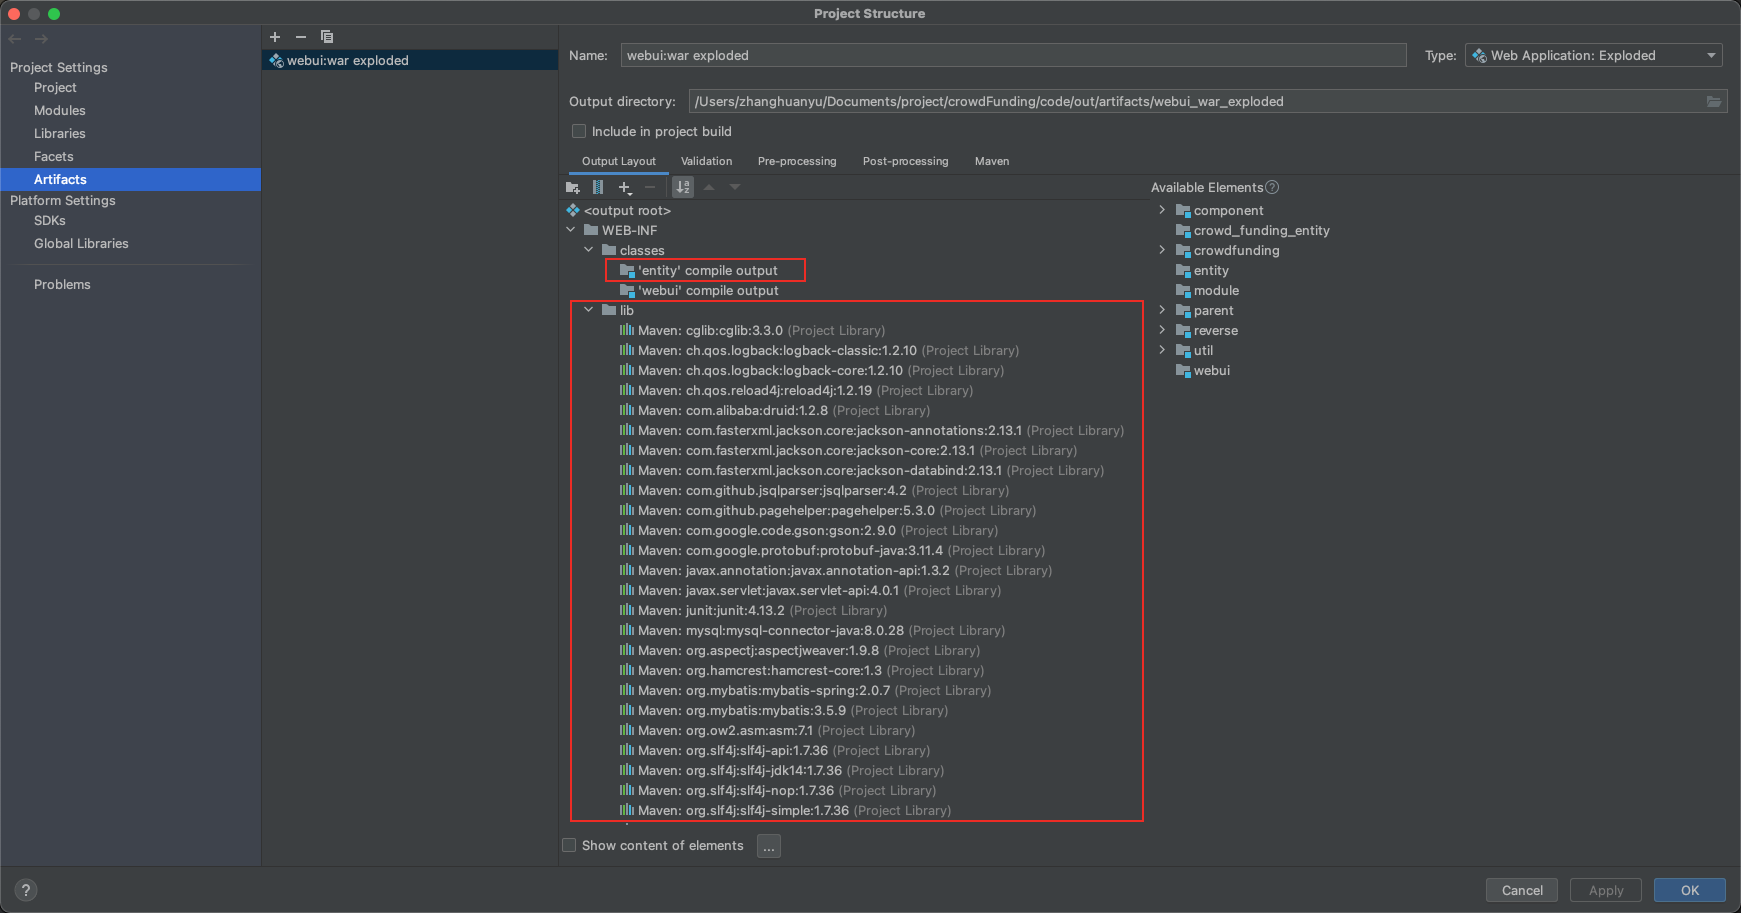 Project Structure
Project Settings
Project
Modules
Libraries
Facets
Artifacts
Platform Settings
SDKs
Global Libraries
Problems
webui:war exploded
Name: webui:war exploded Type: Web Application: Exploded
Output directory: /Users/zhanghuanyu/Documents/project/crowdFunding/code/out/artifacts/webui_war_exploded
Include in project build
Output Layout Validation Pre-processing Post-processing Maven
<output root>
WEB-INF
classes
'entity' compile output
'webui' compile output
lib
Maven: cglib:cglib:3.3.0 (Project Library)
Maven: ch.qos.logback:logback-classic:1.2.10 (Project Library)
Maven: ch.qos.logback:logback-core:1.2.10 (Project Library)
Maven: ch.qos.reload4j:reload4j:1.2.19 (Project Library)
Maven: com.alibaba:druid:1.2.8 (Project Library)
Maven: com.fasterxml.jackson.core:jackson-annotations:2.13.1 (Project Library)
Maven: com.fasterxml.jackson.core:jackson-core:2.13.1 (Project Library)
Maven: com.fasterxml.jackson.core:jackson-databind:2.13.1 (Project Library)
Maven: com.github.jsqlparser:jsqlparser:4.2 (Project Library)
Maven: com.github.pagehelper:pagehelper:5.3.0 (Project Library)
Maven: com.google.code.gson:gson:2.9.0 (Project Library)
Maven: com.google.protobuf:protobuf-java:3.11.4 (Project Library)
Maven: javax.annotation:javax.annotation-api:1.3.2 (Project Library)
Maven: javax.servlet:javax.servlet-api:4.0.1 (Project Library)
Maven: junit:junit:4.13.2 (Project Library)
Maven: mysql:mysql-connector-java:8.0.28 (Project Library)
Maven: org.aspectj:aspectjweaver:1.9.8 (Project Library)
Maven: org.hamcrest:hamcrest-core:1.3 (Project Library)
Maven: org.mybatis:mybatis-spring:2.0.7 (Project Library)
Maven: org.mybatis:mybatis:3.5.9 (Project Library)
Maven: org.ow2.asm:asm:7.1 (Project Library)
Maven: org.slf4j:slf4j-api:1.7.36 (Project Library)
Maven: org.slf4j:slf4j-jdk14:1.7.36 (Project Library)
Maven: org.slf4j:slf4j-nop:1.7.36 (Project Library)
Maven: org.slf4j:slf4j-simple:1.7.36 (Project Library)
Available Elements ?
component
crowd_funding_entity
crowdfunding
entity
module
parent
reverse
util
webui
Show content of elements ...
? Cancel Apply OK